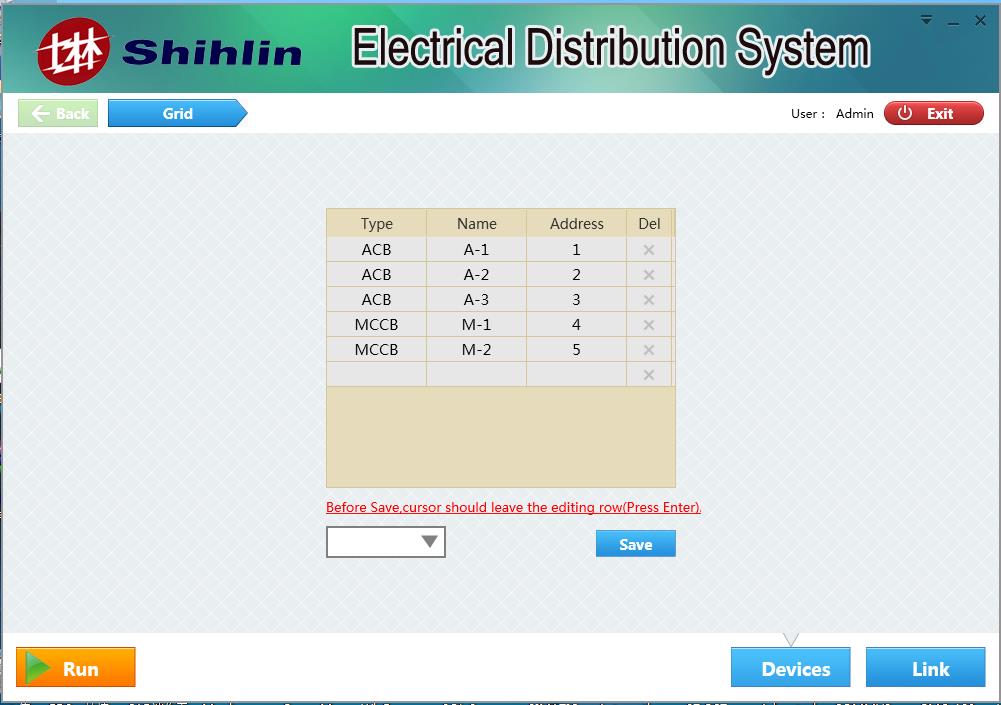 Shihlin
Electrical Distribution System
Back
Grid
User : Admin
Exit
Type Name Address Del
ACB A-1 1
ACB A-2 2
ACB A-3 3
MCCB M-1 4
MCCB M-2 5
Before Save,cursor should leave the editing row(Press Enter).
Save
Run
Devices
Link